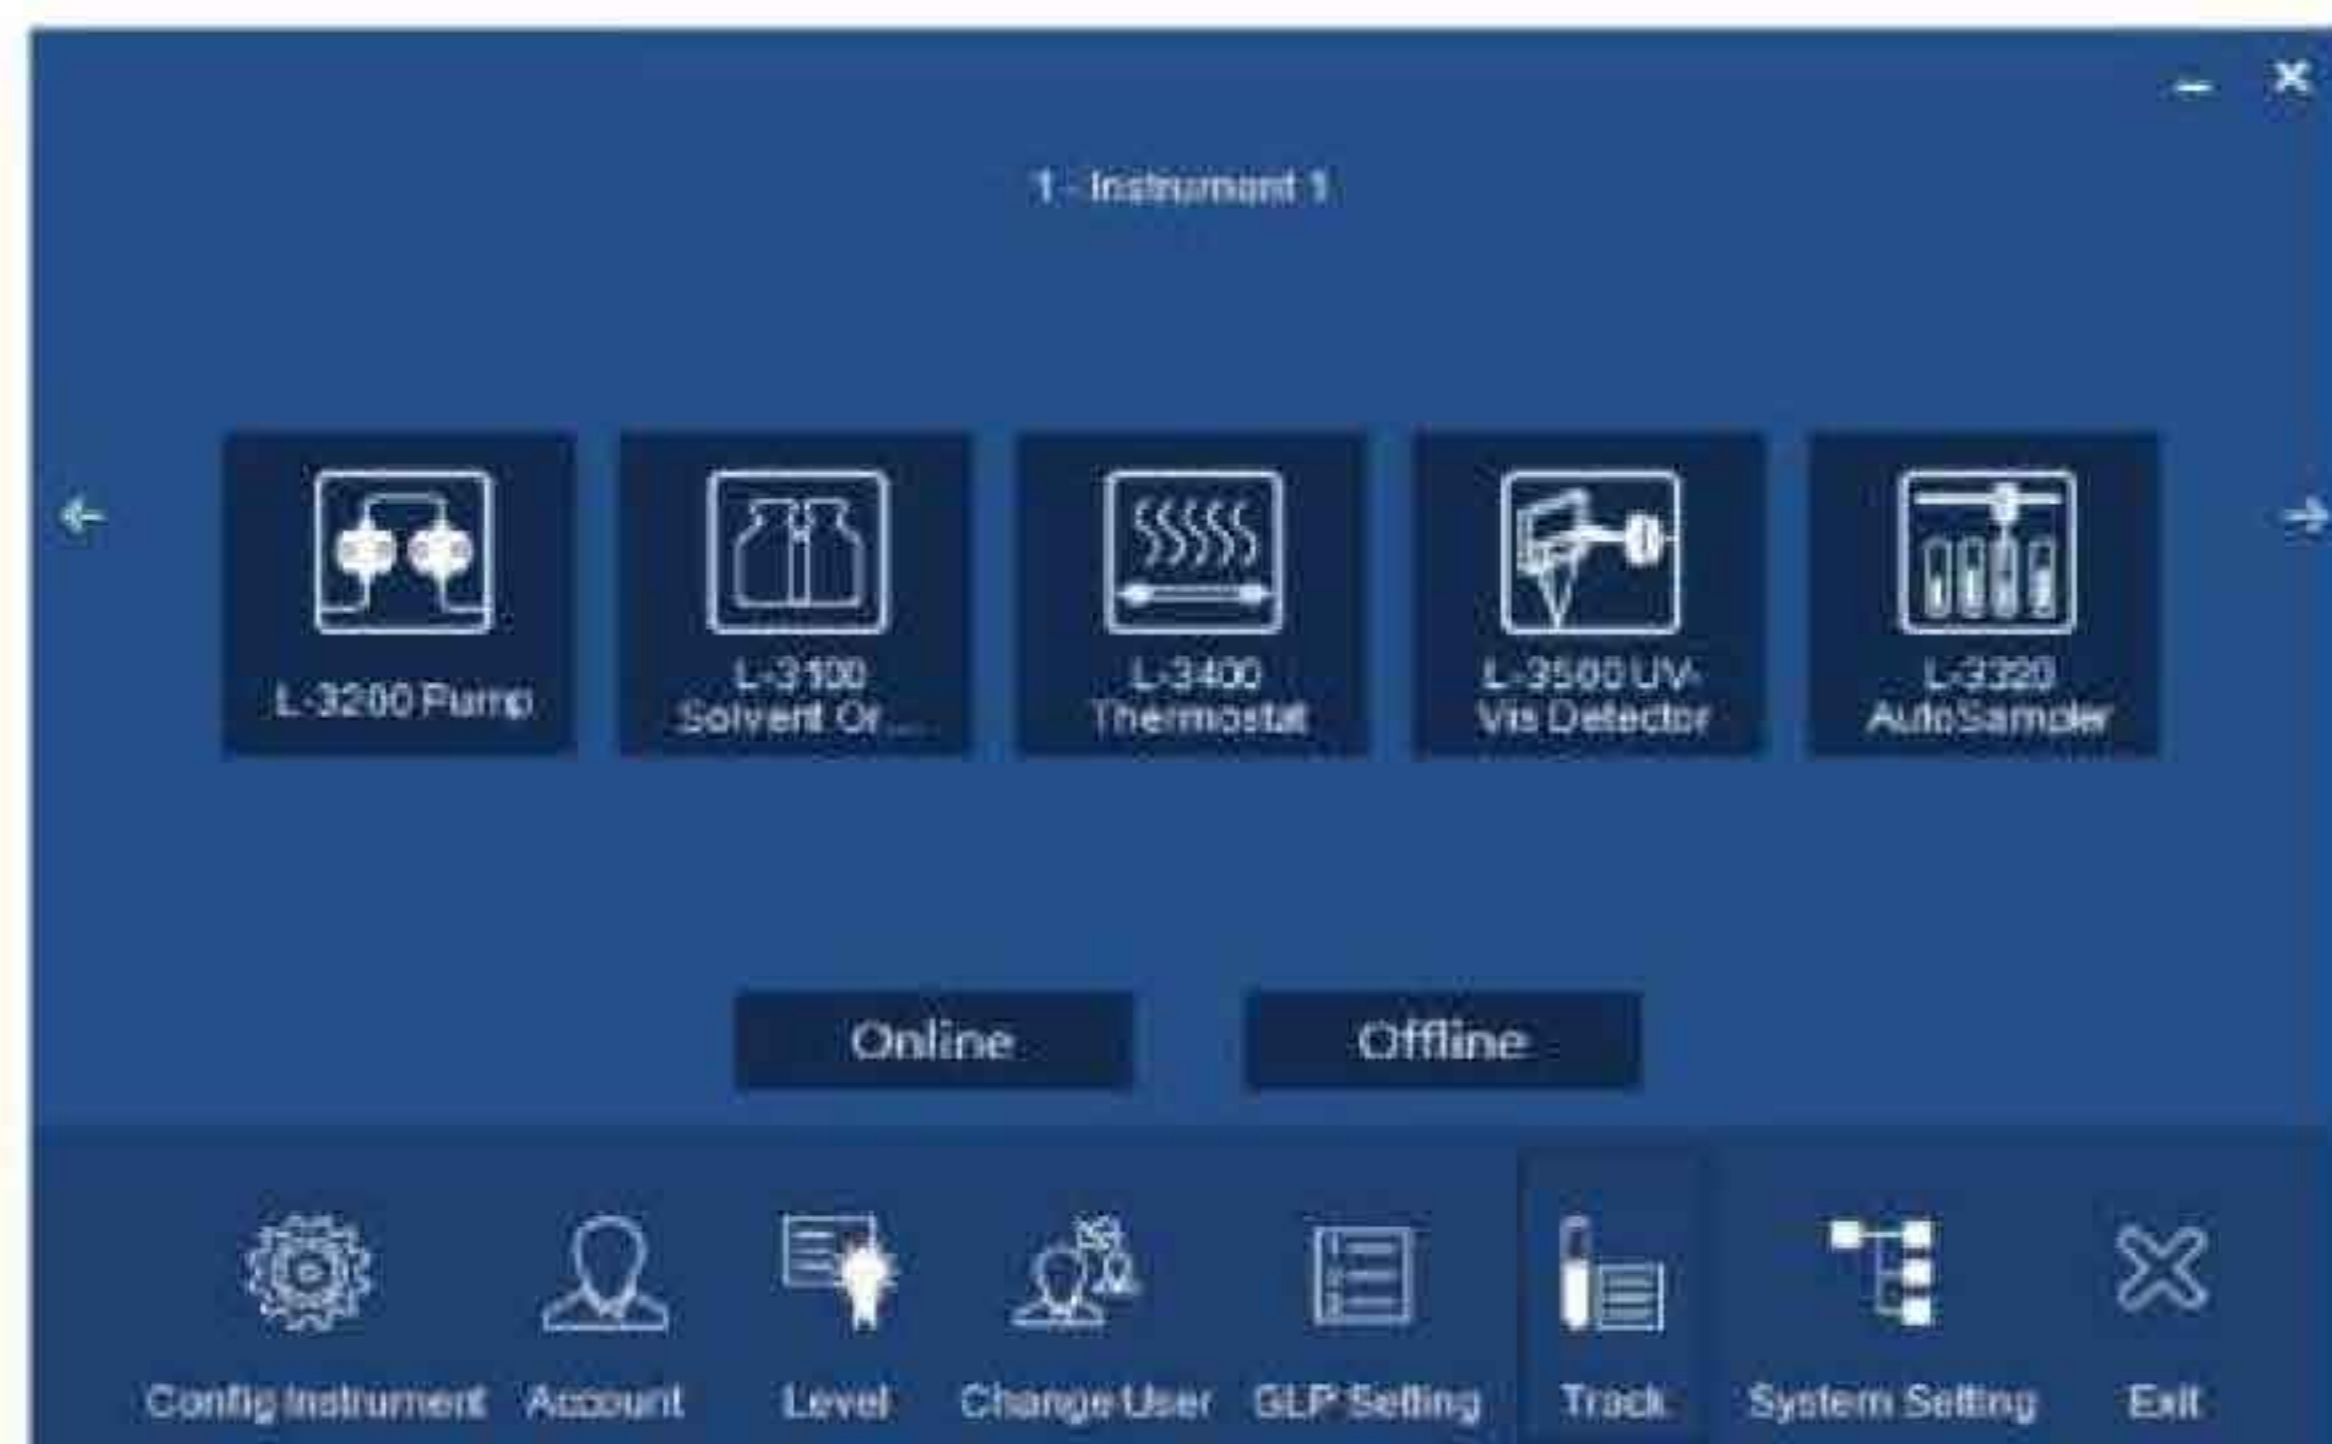 1 - Instrument 1
L-3200 Pump
L-3100
Solvent Or...
L-3400
Thermostat
L-3500 UV-
Vis Detector
L-3320
AutoSampler
Online
Offline
Config Instrument
Account
Level
Change User
GLP Setting
Track
System Setting
Exit